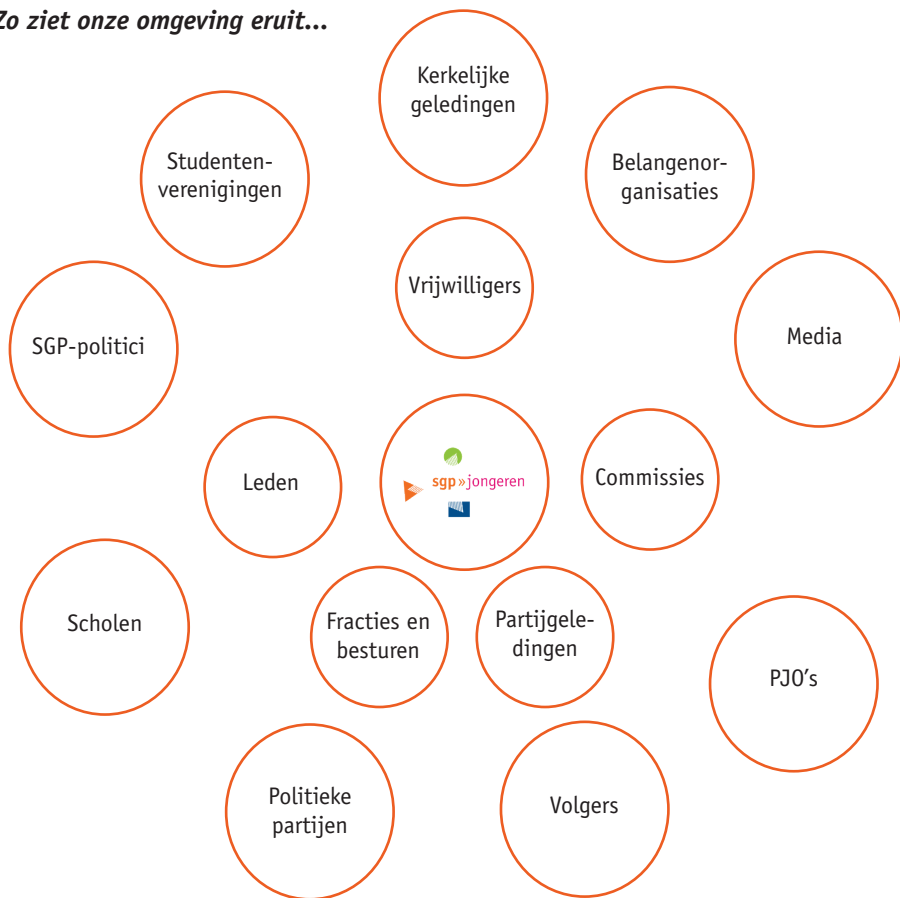 Zo ziet onze omgeving eruit...
Kerkelijke
geledingen
Studenten-
verenigingen
Belangenor-
ganisaties
Vrijwilligers
SGP-politici
Media
Leden
sgp»jongeren
Commissies
Scholen
Fracties en
besturen
Partijgele-
dingen
PJO's
Politieke
partijen
Volgers